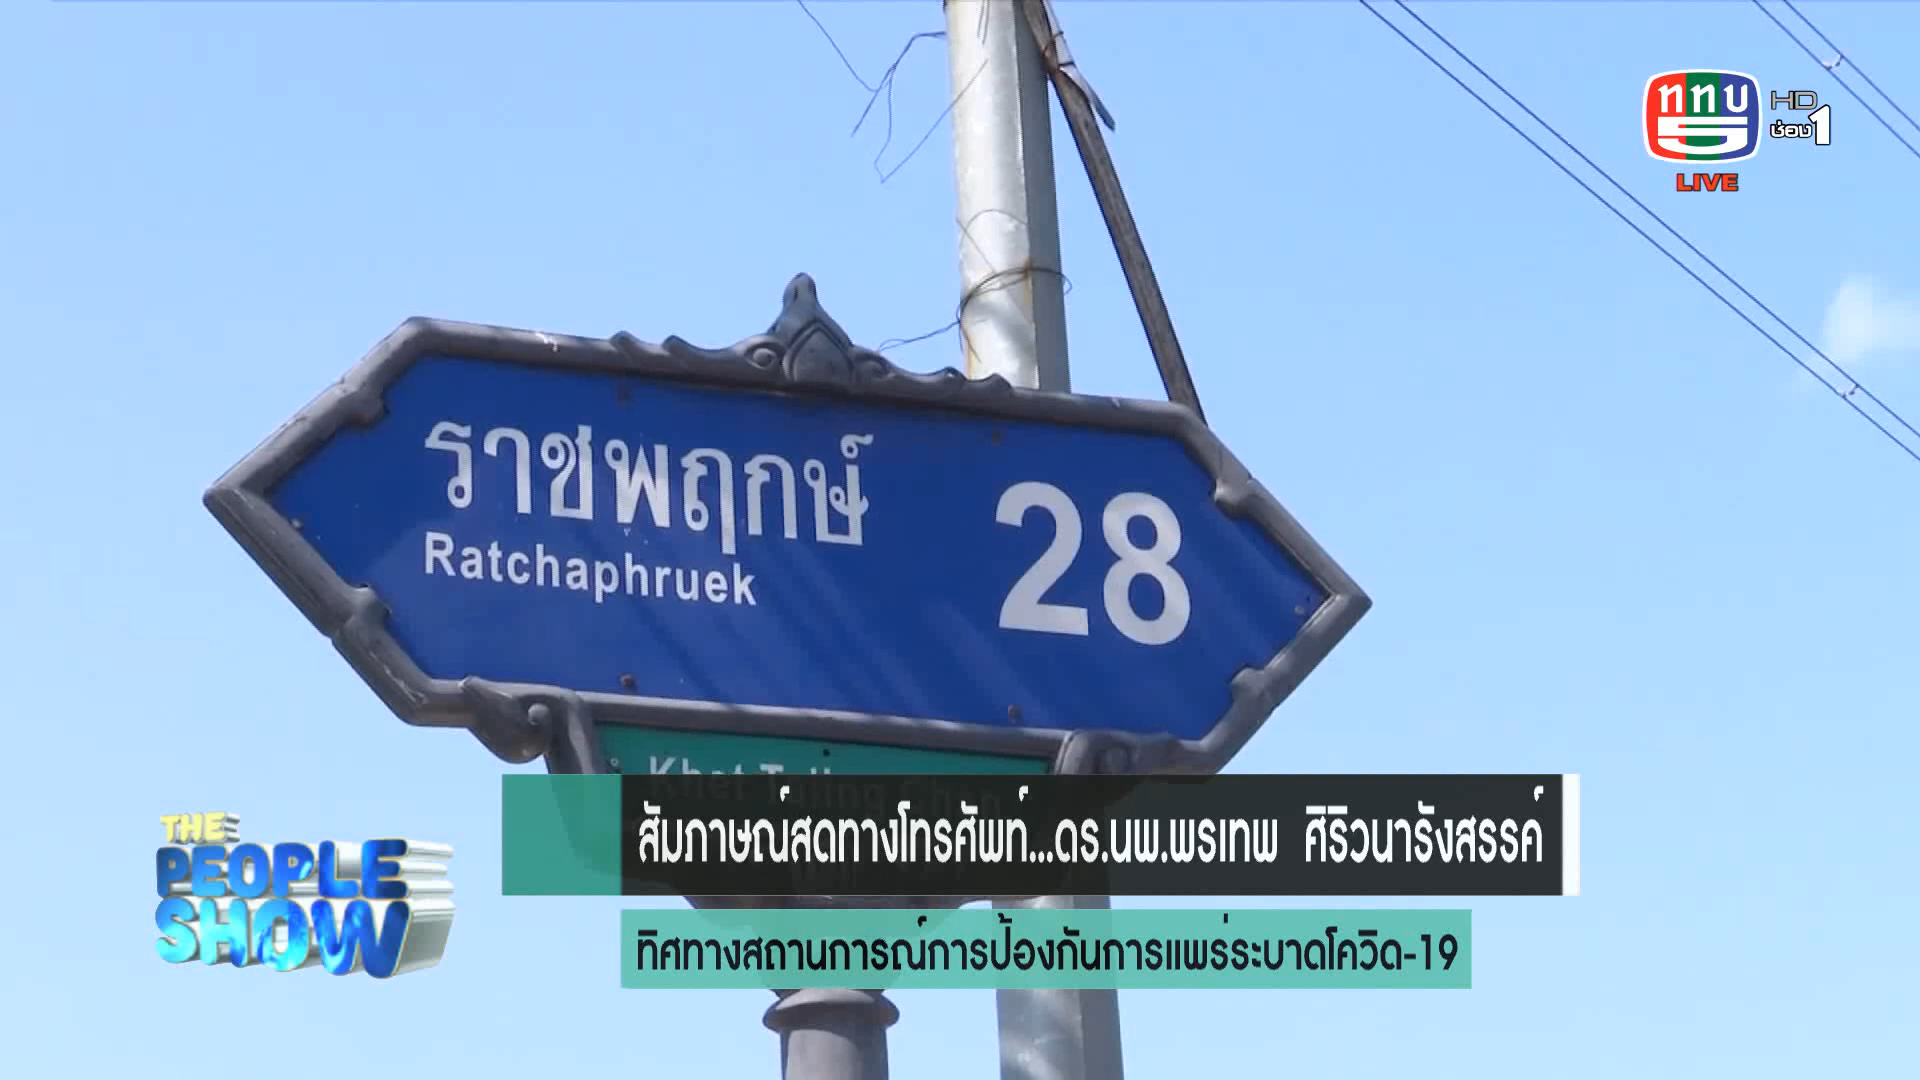 ททบ
5
HD
ช่อง1
LIVE
ราชพฤกษ์
Ratchaphruek
28
Khet Taling Chan
THE
PEOPLE
SHOW
สัมภาษณ์สดทางโทรศัพท์...ดร.นพ.พรเทพ ศิริวนารังสรรค์
ทิศทางสถานการณ์การป้องกันการแพร่ระบาดโควิด-19